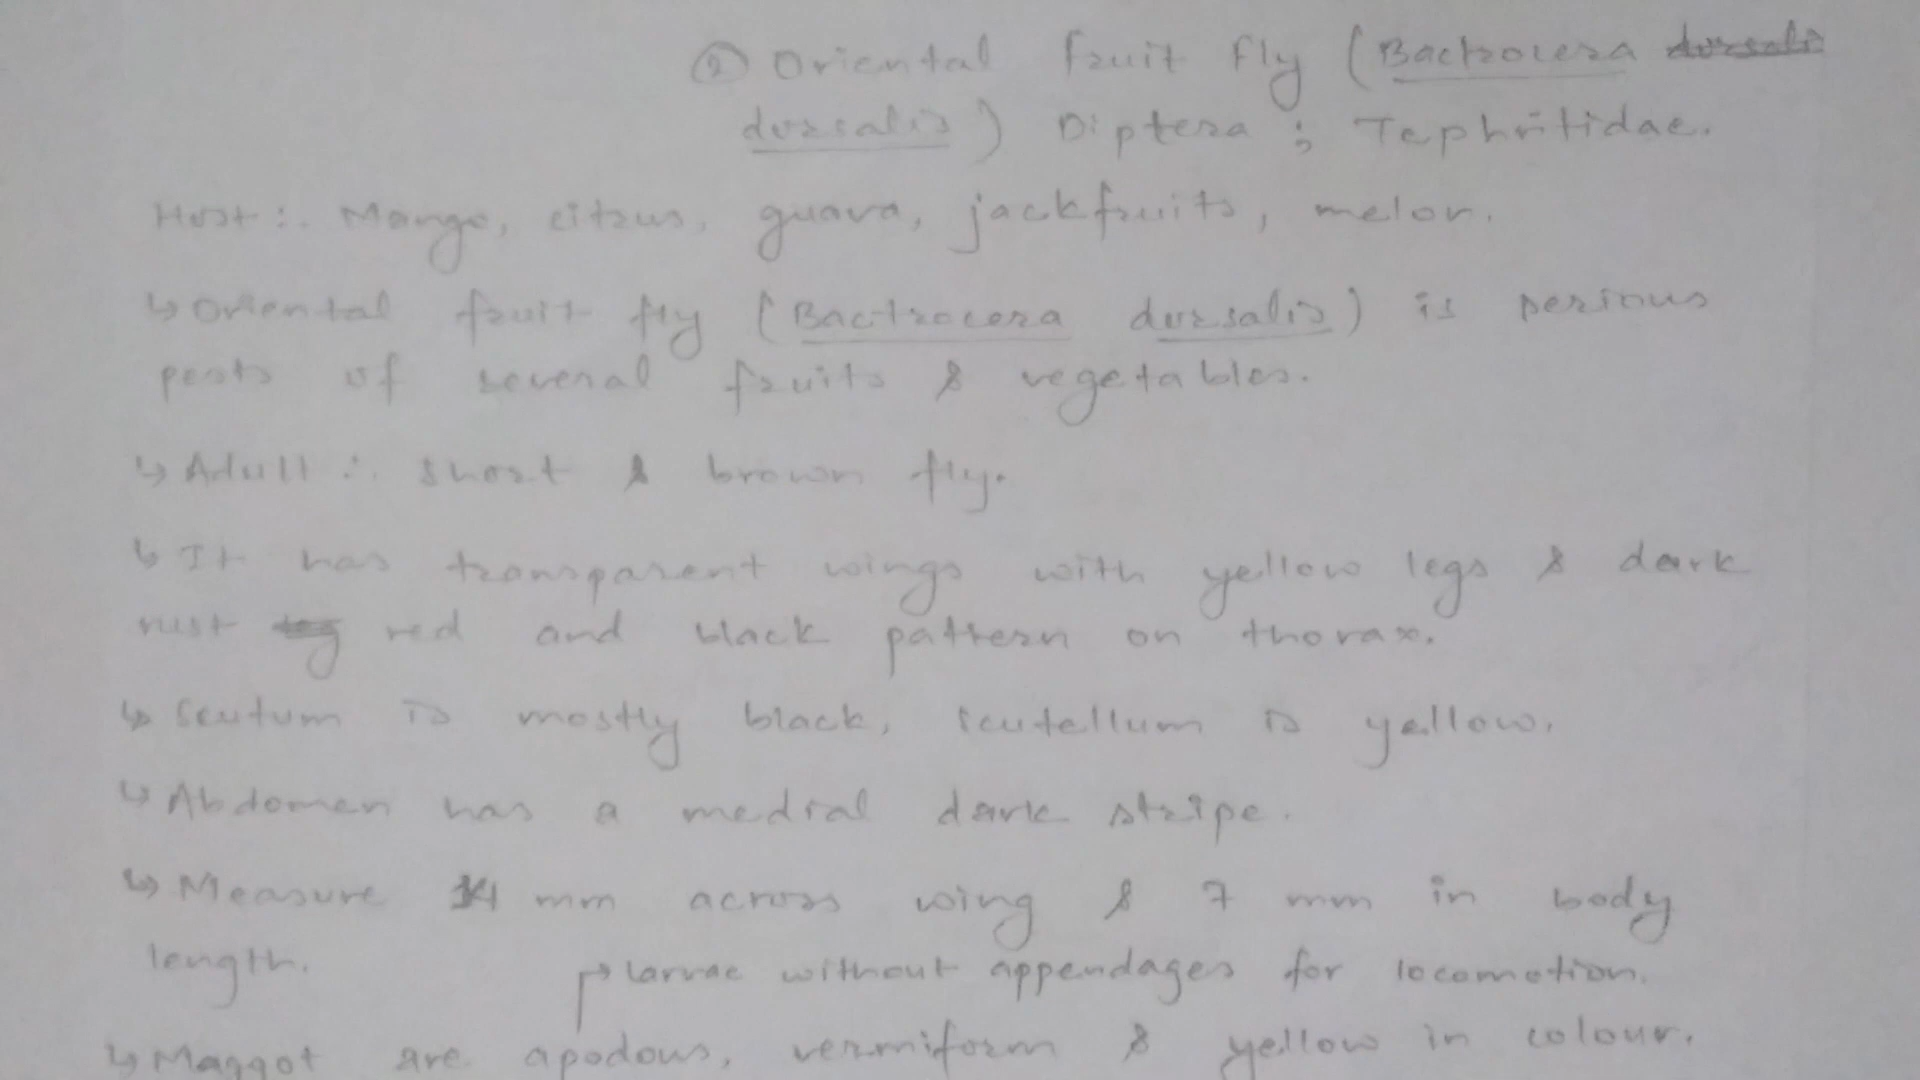 ② Oriental fruit fly (Bactrocera dorsalis
dorsalis) Diptera ; Tephritidae.
Host :. Mango, citrus, guava, jackfruits, melon.
↳ Oriental fruit fly (Bactrocera dorsalis) is serious
pests of several fruits & vegetables.
↳ Adult :. short & brown fly.
↳ It has transparent wings with yellow legs & dark
rust leg red and black pattern on thorax.
↳ Scutum is mostly black, scutellum is yellow.
↳ Abdomen has a medial dark stripe.
↳ Measure 14 mm across wing & 7 mm in body
length.
↱ larvae without appendages for locomotion.
↳ Maggot are apodous, vermiform & yellow in colour.